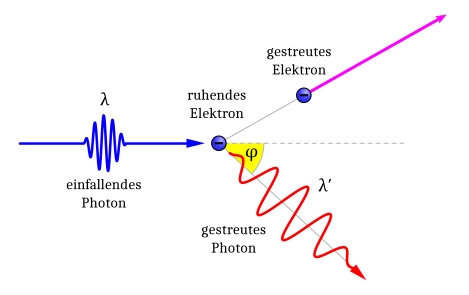 gestreutes
Elektron
λ
ruhendes
Elektron
φ
einfallendes
Photon
λ′
gestreutes
Photon